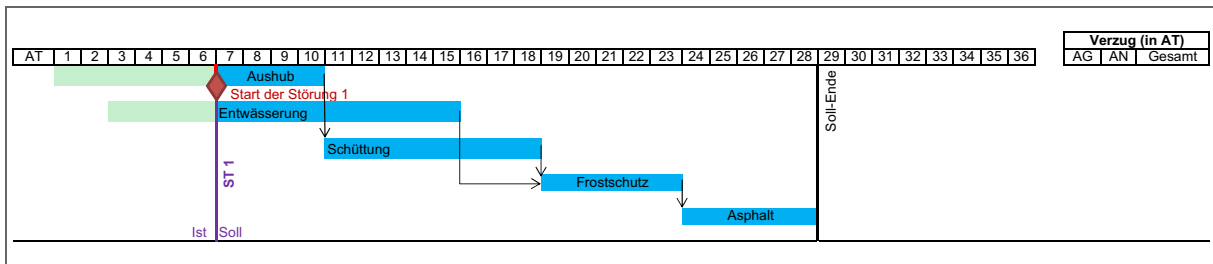 Verzug (in AT)
AT 1 2 3 4 5 6 7 8 9 10 11 12 13 14 15 16 17 18 19 20 21 22 23 24 25 26 27 28 29 30 31 32 33 34 35 36
AG AN Gesamt
Aushub
Start der Störung 1
Entwässerung
Schüttung
Frostschutz
Asphalt
Soll-Ende
ST 1
Ist Soll